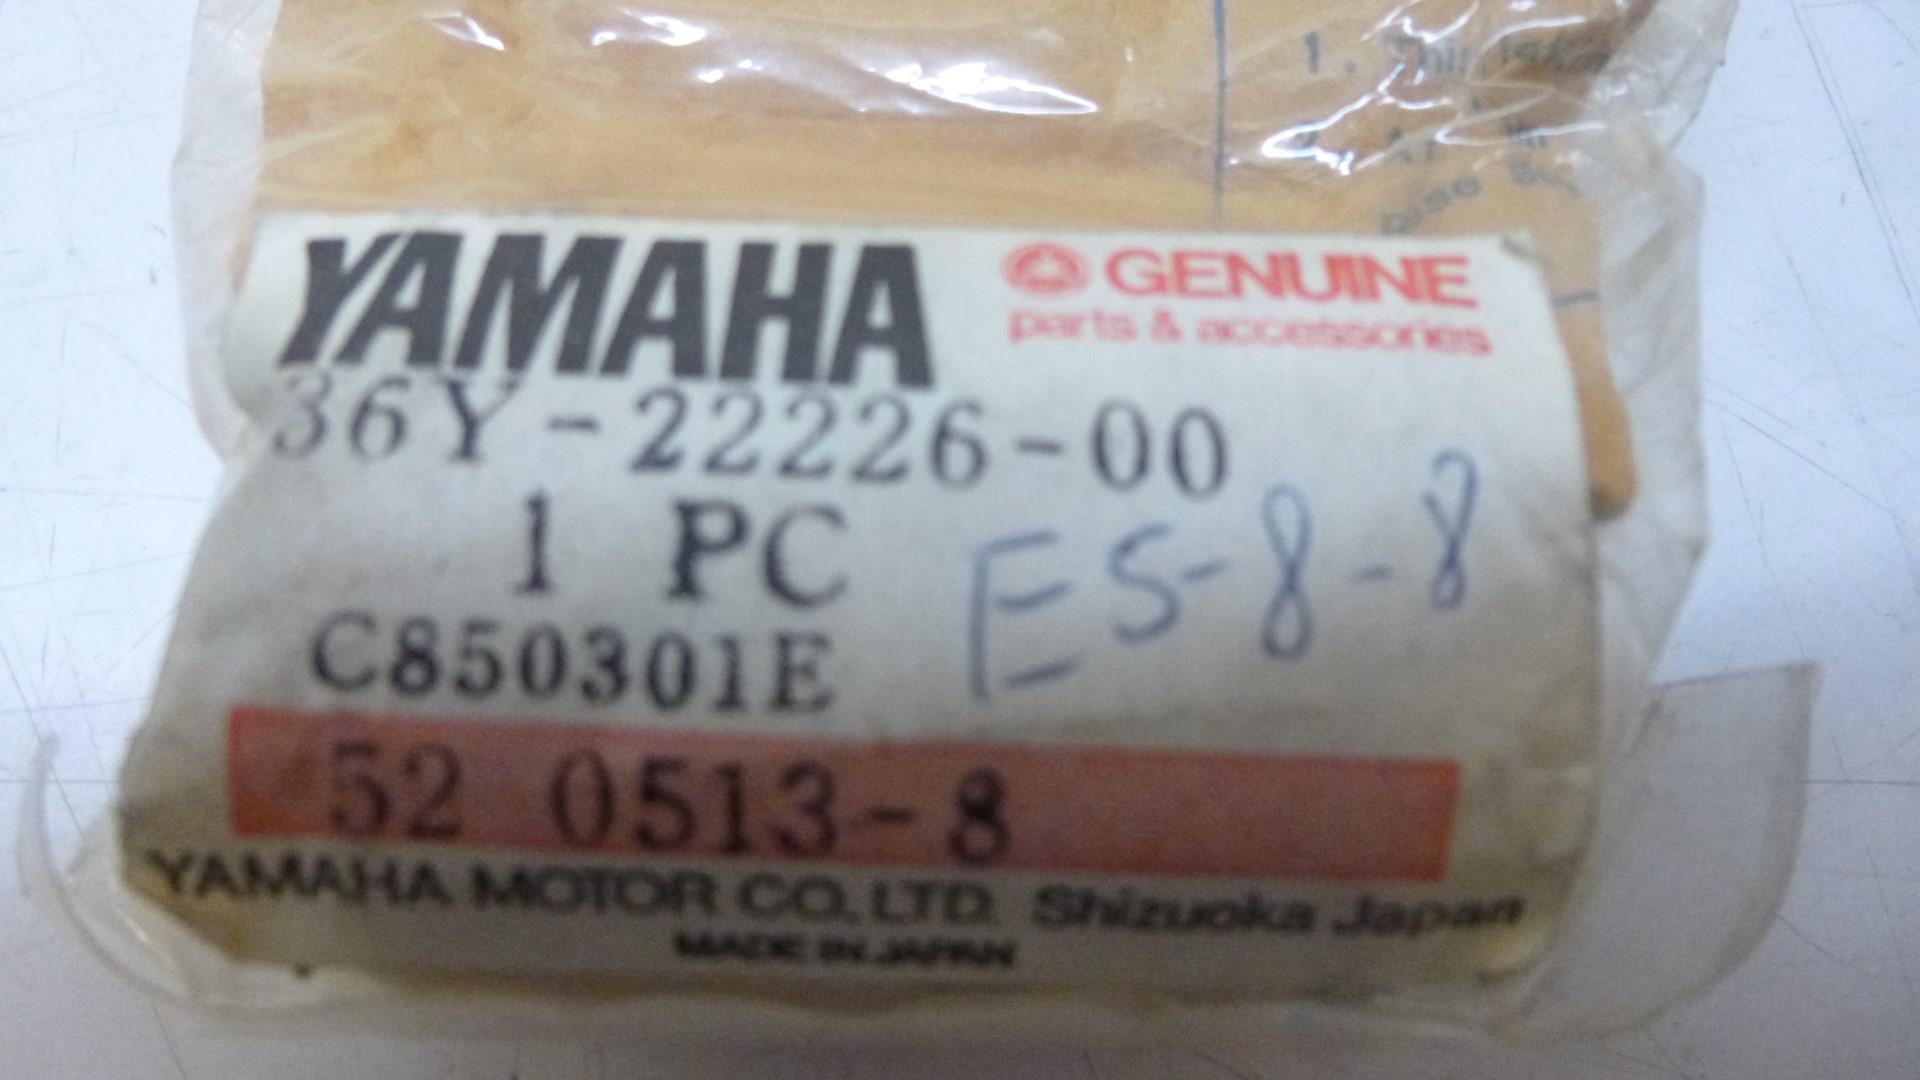 1.
YAMAHA
GENUINE
parts & accessories
36Y-22226-00
1 PC
ES-8-8
C850301E
52 0513-8
YAMAHA MOTOR CO. LTD. Shizuoka Japan
MADE IN JAPAN